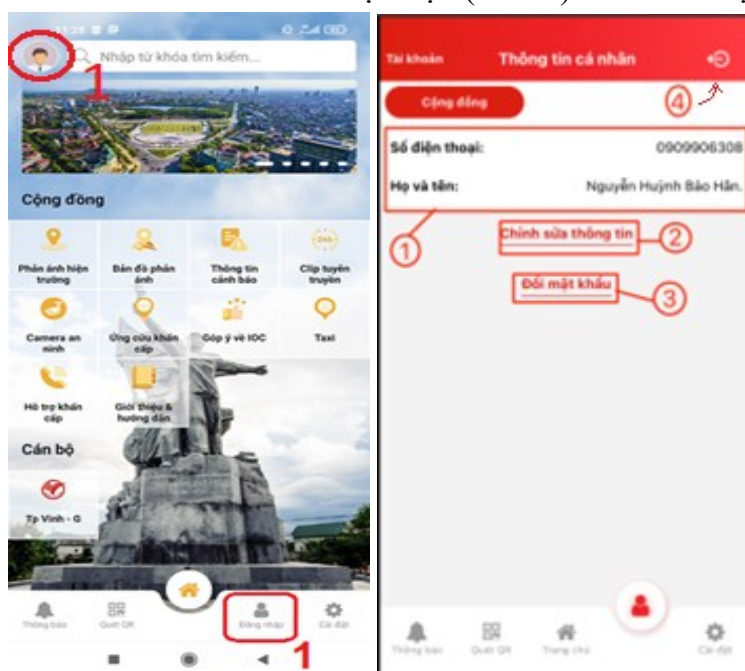 Nhập từ khóa tìm kiếm...
1
Cộng đồng
Phản ánh hiện trường
Bản đồ phản ánh
Thông tin cảnh báo
Clip tuyên truyền
Camera an ninh
Ứng cứu khẩn cấp
Góp ý về IOC
Taxi
Hỗ trợ khẩn cấp
Giới thiệu & hướng dẫn
Cán bộ
Tp Vinh - G
Thông báo
Quét QR
Đăng nhập
Cài đặt
1
Tài khoản
Thông tin cá nhân
Cộng đồng
4
Số điện thoại:
0909906308
Họ và tên:
Nguyễn Huỳnh Bảo Hân.
1
Chỉnh sửa thông tin
2
Đổi mật khẩu
3
Thông báo
Quét QR
Trang chủ
Cài đặt